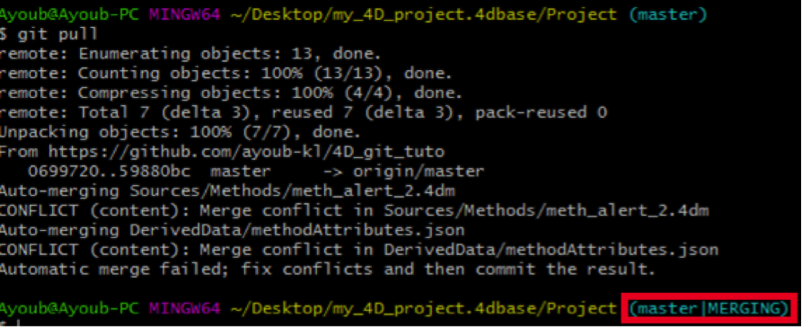 Ayoub@Ayoub-PC MINGW64 ~/Desktop/my_4D_project.4dbase/Project (master)
$ git pull
remote: Enumerating objects: 13, done.
remote: Counting objects: 100% (13/13), done.
remote: Compressing objects: 100% (4/4), done.
remote: Total 7 (delta 3), reused 7 (delta 3), pack-reused 0
Unpacking objects: 100% (7/7), done.
From https://github.com/ayoub-kl/4D_git_tuto
   0699720..59880bc  master     -> origin/master
Auto-merging Sources/Methods/meth_alert_2.4dm
CONFLICT (content): Merge conflict in Sources/Methods/meth_alert_2.4dm
Auto-merging DerivedData/methodAttributes.json
CONFLICT (content): Merge conflict in DerivedData/methodAttributes.json
Automatic merge failed; fix conflicts and then commit the result.
Ayoub@Ayoub-PC MINGW64 ~/Desktop/my_4D_project.4dbase/Project (master|MERGING)